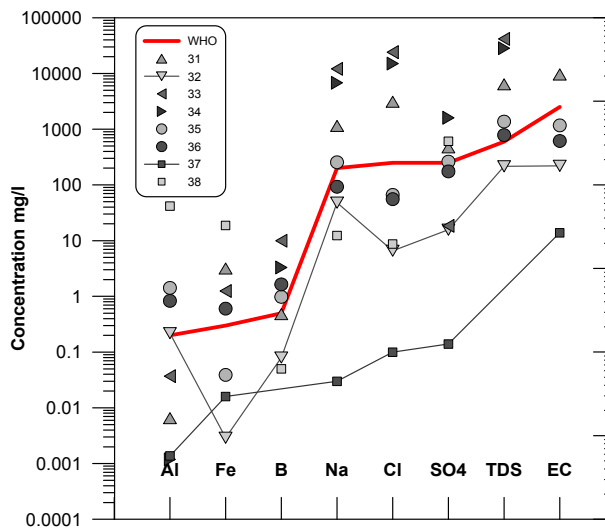 100000
10000
1000
100
10
1
0.1
0.01
0.001
0.0001
Concentration mg/l
WHO
31
32
33
34
35
36
37
38
Al
Fe
B
Na
Cl
SO4
TDS
EC